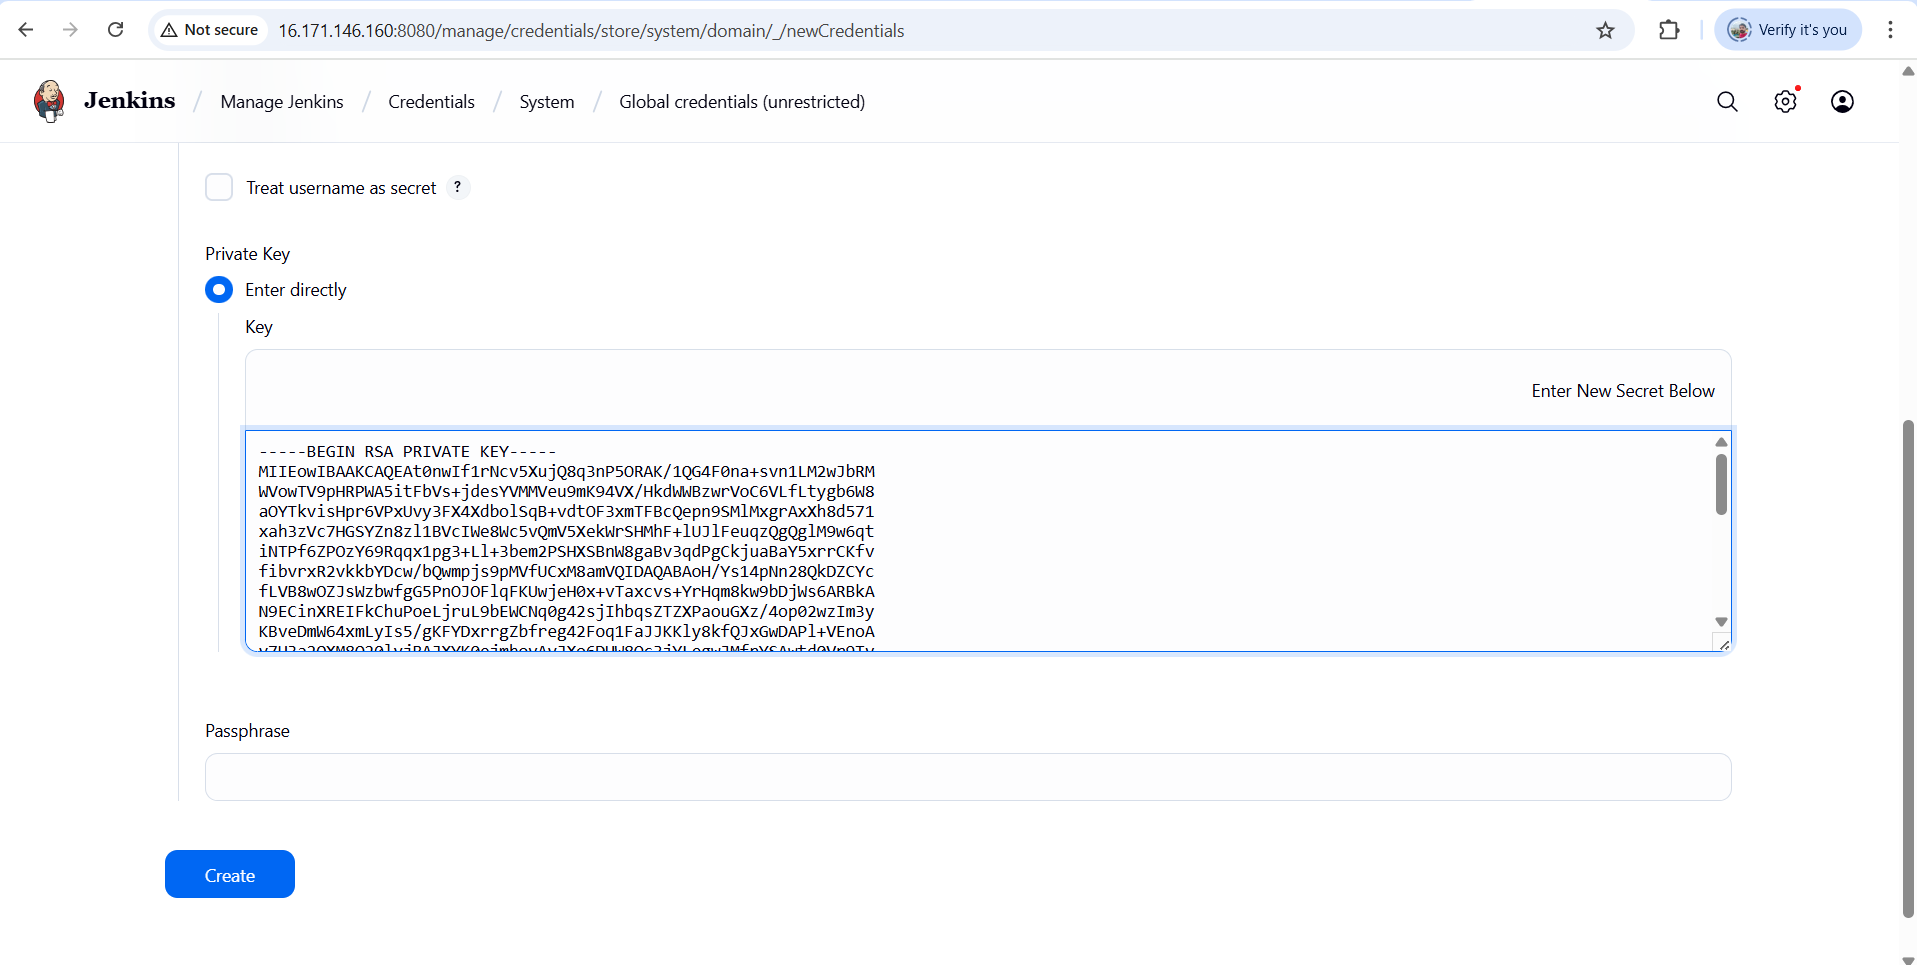 Not secure 16.171.146.160:8080/manage/credentials/store/system/domain/_/newCredentials Verify it's you
Jenkins / Manage Jenkins / Credentials / System / Global credentials (unrestricted)
Treat username as secret ?
Private Key
Enter directly
Key
Enter New Secret Below
-----BEGIN RSA PRIVATE KEY-----
MIIEowIBAAKCAQEAt0nwIf1rNcv5XujQ8q3nP5ORAK/1QG4F0na+svn1LM2wJbRM
WVowTV9pHRPWA5itFbVs+jdesYVMMVeu9mK94VX/HkdWWBzwrVoC6VLfLtygb6W8
aOYTkvisHpr6VPxUvy3FX4XdbolSqB+vdtOF3xmTFBcQepn9SMlMxgrAxXh8d571
xah3zVc7HGSYZn8zl1BVcIWe8Wc5vQmV5XekWrSHMhF+lUJlFeuqzQgQglM9w6qt
iNTPf6ZPOzY69Rqqx1pg3+Ll+3bem2PSHXSBnW8gaBv3qdPgCkjuaBaY5xrrCKfv
fibvrxR2vkkbYDcw/bQwmpjs9pMVfUCxM8amVQIDAQABAoH/Ys14pNn28QkDZCYc
fLVB8wOZJsWzbwfgG5PnOJOFlqFKUwjeH0x+vTaxcvs+YrHqm8kw9bDjWs6ARBkA
N9ECinXREIFkChuPoeLjruL9bEWCNq0g42sjIhbqsZTZXPaouGXz/4op02wzIm3y
KBveDmW64xmLyIs5/gKFYDxrrgZbfreg42Foq1FaJJKKly8kfQJxGwDAPl+VEnoA
Passphrase
Create